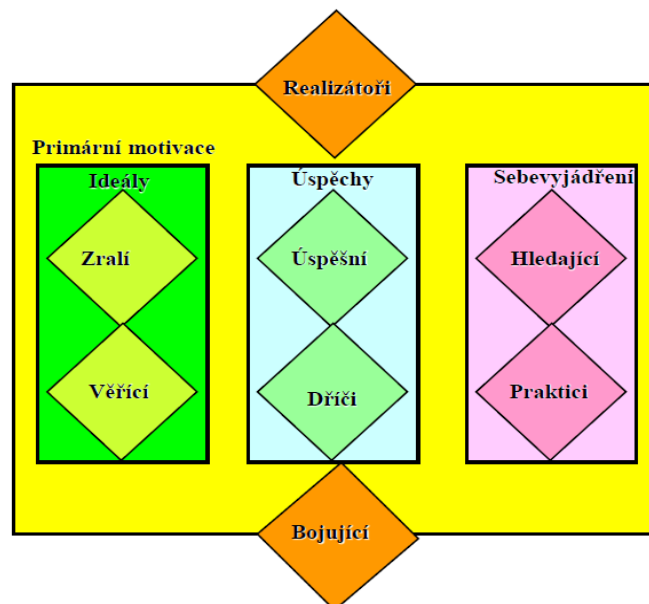 Realizátoři
Primární motivace
Ideály
Úspěchy
Sebevyjádření
Zralí
Úspěšní
Hledající
Věřící
Dříči
Praktici
Bojující